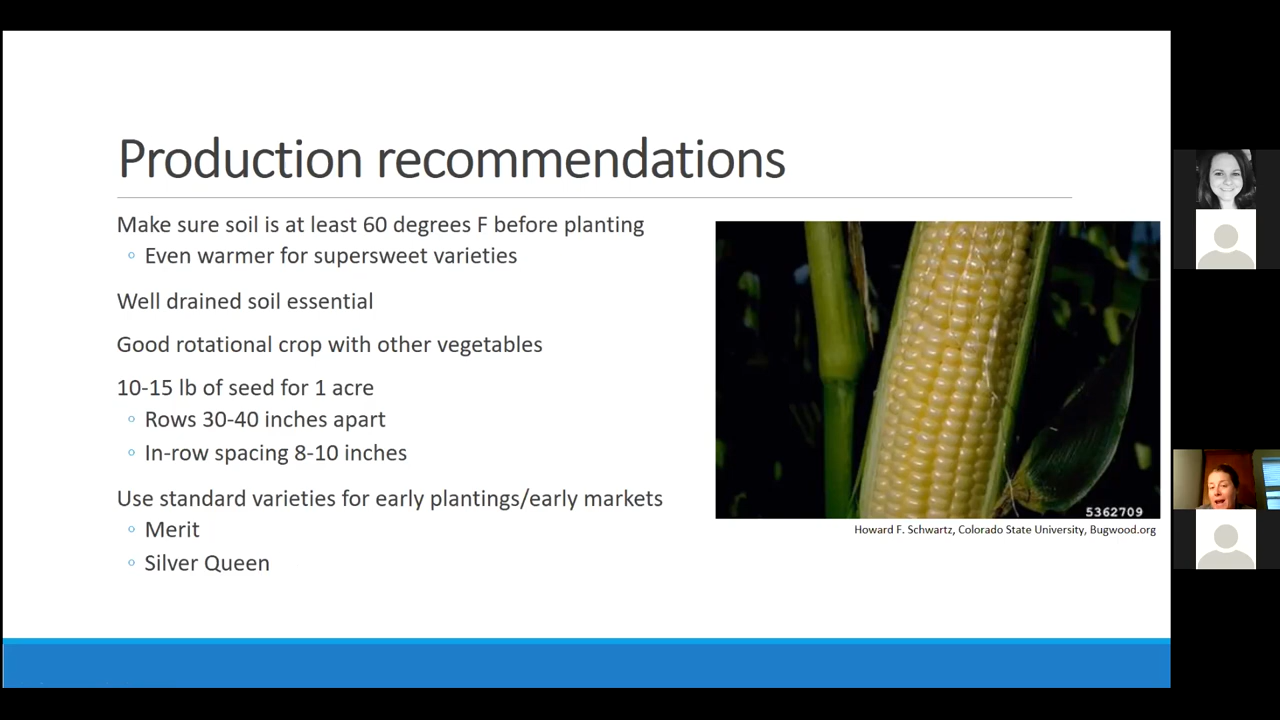 Production recommendations
Make sure soil is at least 60 degrees F before planting
Even warmer for supersweet varieties
Well drained soil essential
Good rotational crop with other vegetables
10-15 lb of seed for 1 acre
Rows 30-40 inches apart
In-row spacing 8-10 inches
Use standard varieties for early plantings/early markets
Merit
Silver Queen
5362709
Howard F. Schwartz, Colorado State University, Bugwood.org